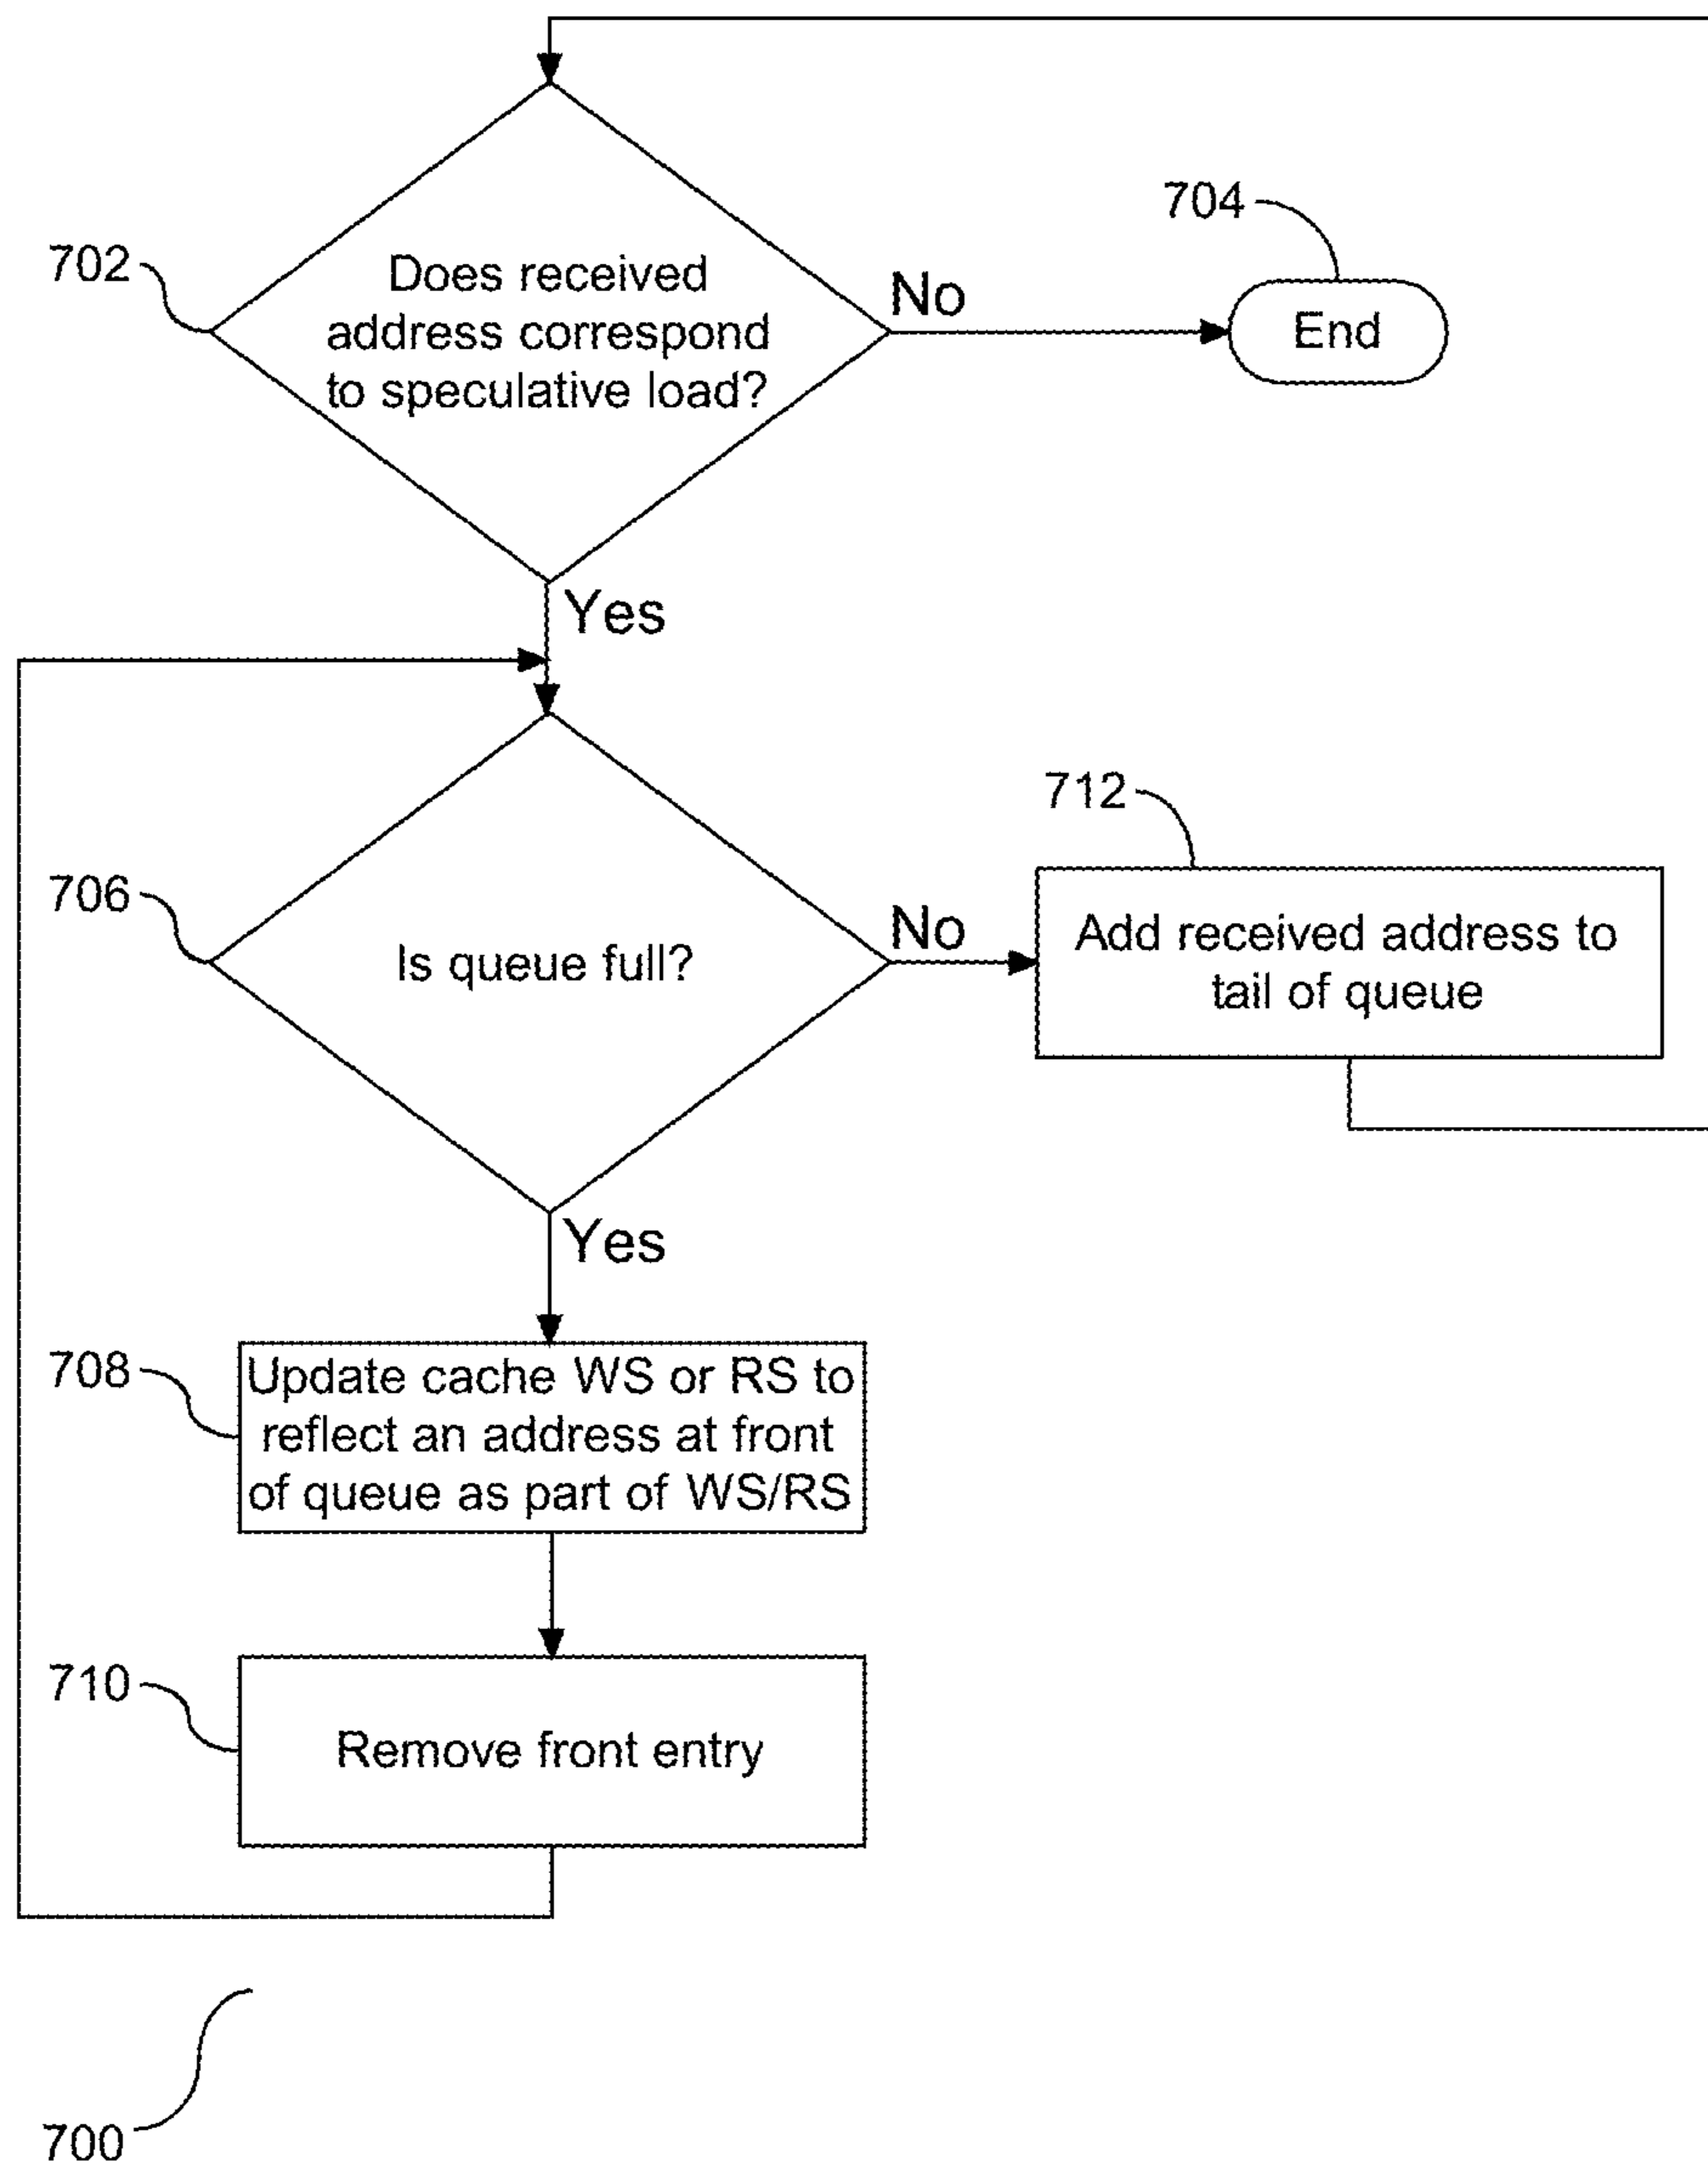 704
702
Does received
address correspond
to speculative load?
No
End
Yes
712
706
Is queue full?
No
Add received address to
tail of queue
Yes
708
Update cache WS or RS to
reflect an address at front
of queue as part of WS/RS
710
Remove front entry
700